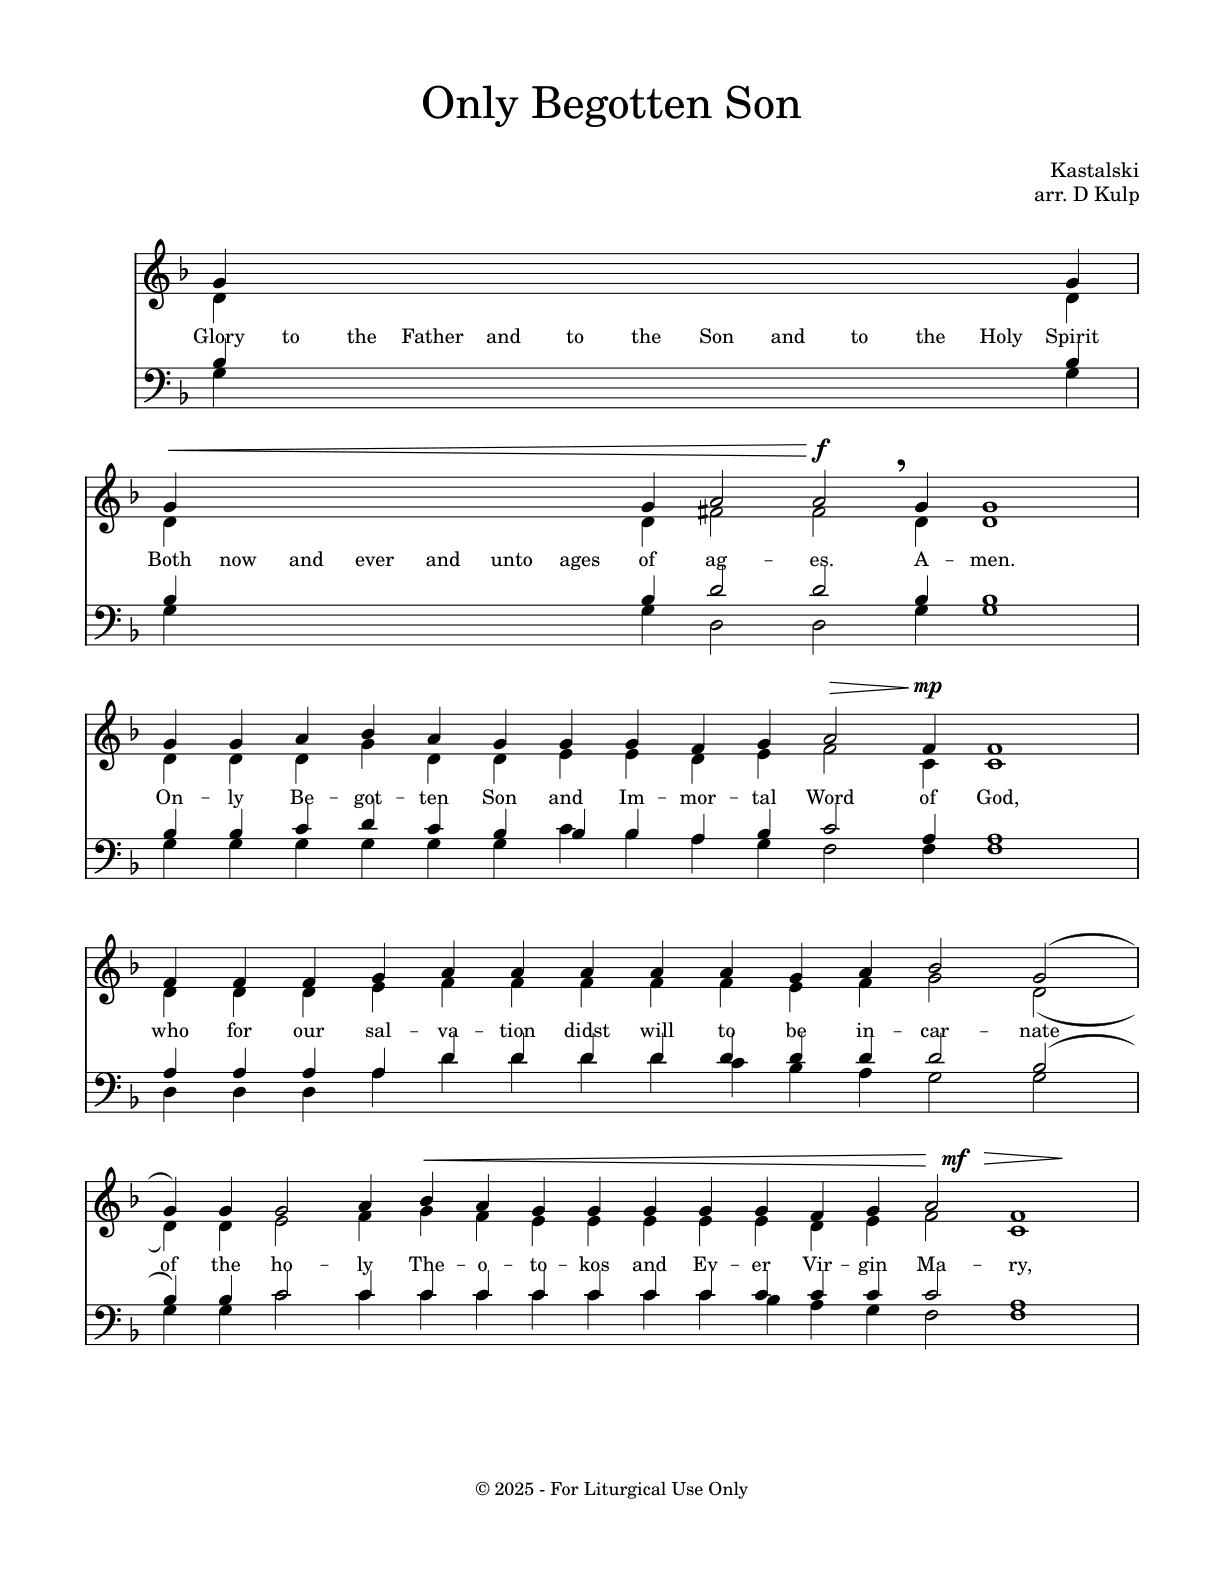 Only Begotten Son
Kastalski
arr. D Kulp
Glory to the Father and to the Son and to the Holy Spirit
f
Both now and ever and unto ages of ag – es. A – men.
mp
On – ly Be – got – ten Son and Im – mor – tal Word of God,
who for our sal – va – tion didst will to be in – car – nate
mf
of the ho – ly The – o – to – kos and Ev – er Vir – gin Ma – ry,
© 2025 - For Liturgical Use Only